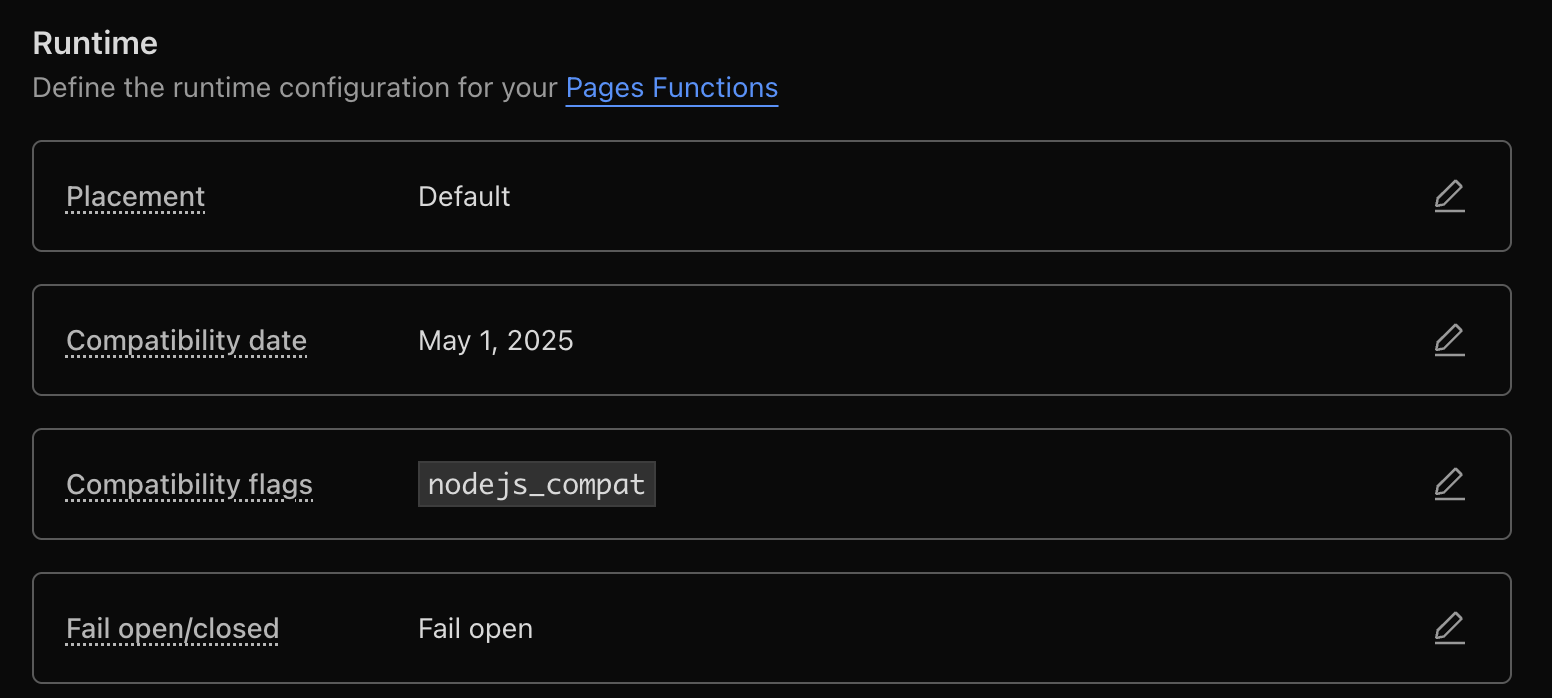 Runtime
Define the runtime configuration for your Pages Functions
Placement Default
Compatibility date May 1, 2025
Compatibility flags nodejs_compat
Fail open/closed Fail open